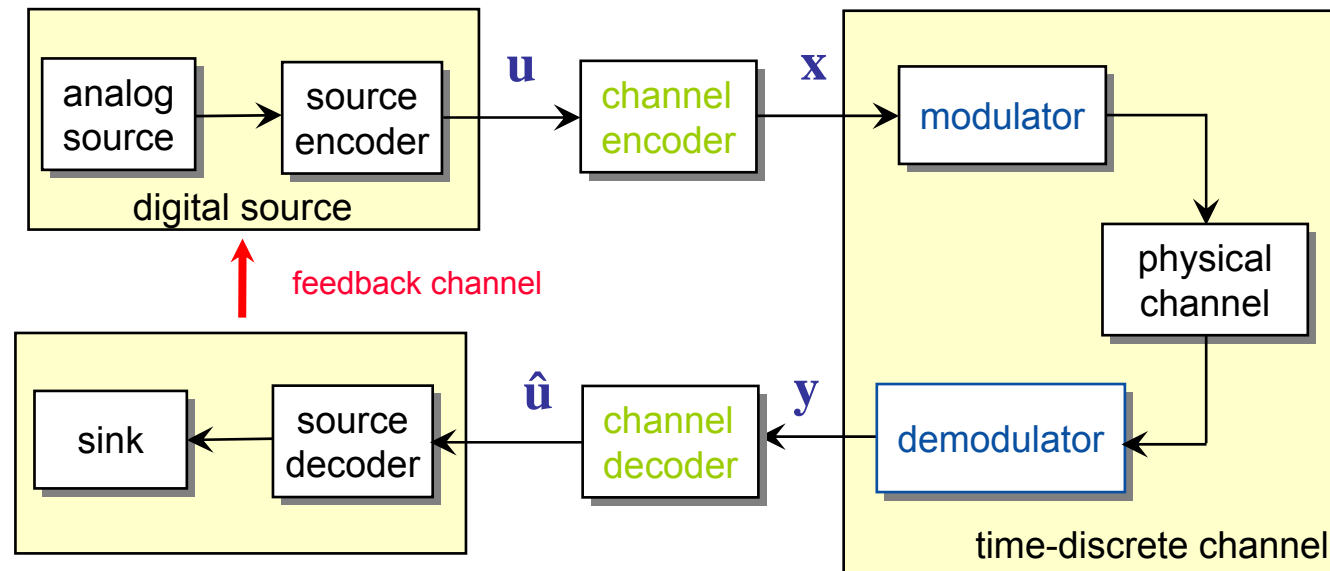 analog
source
source
encoder
digital source
u
channel
encoder
x
modulator
physical
channel
feedback channel
sink
source
decoder
û
channel
decoder
y
demodulator
time-discrete channel